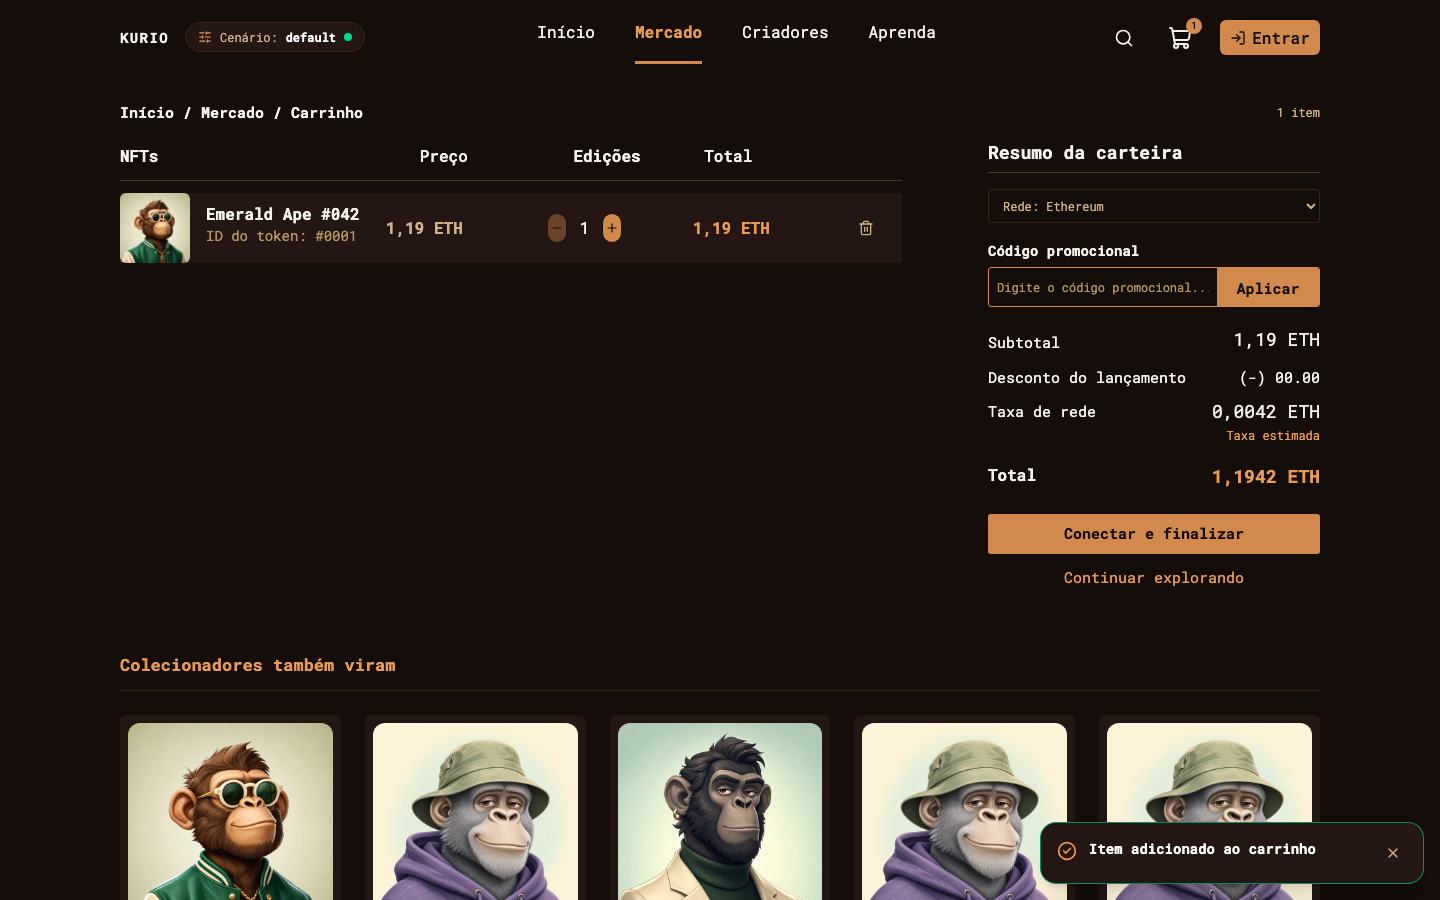 KURIO
Cenário: default
Início
Mercado
Criadores
Aprenda
1
Entrar
Início / Mercado / Carrinho
1 item
NFTs
Preço
Edições
Total
Emerald Ape #042
ID do token: #0001
1,19 ETH
− 1 +
1,19 ETH
Resumo da carteira
Rede: Ethereum
Código promocional
Digite o código promocional...
Aplicar
Subtotal
1,19 ETH
Desconto do lançamento
(-) 00.00
Taxa de rede
0,0042 ETH
Taxa estimada
Total
1,1942 ETH
Conectar e finalizar
Continuar explorando
Colecionadores também viram
Item adicionado ao carrinho